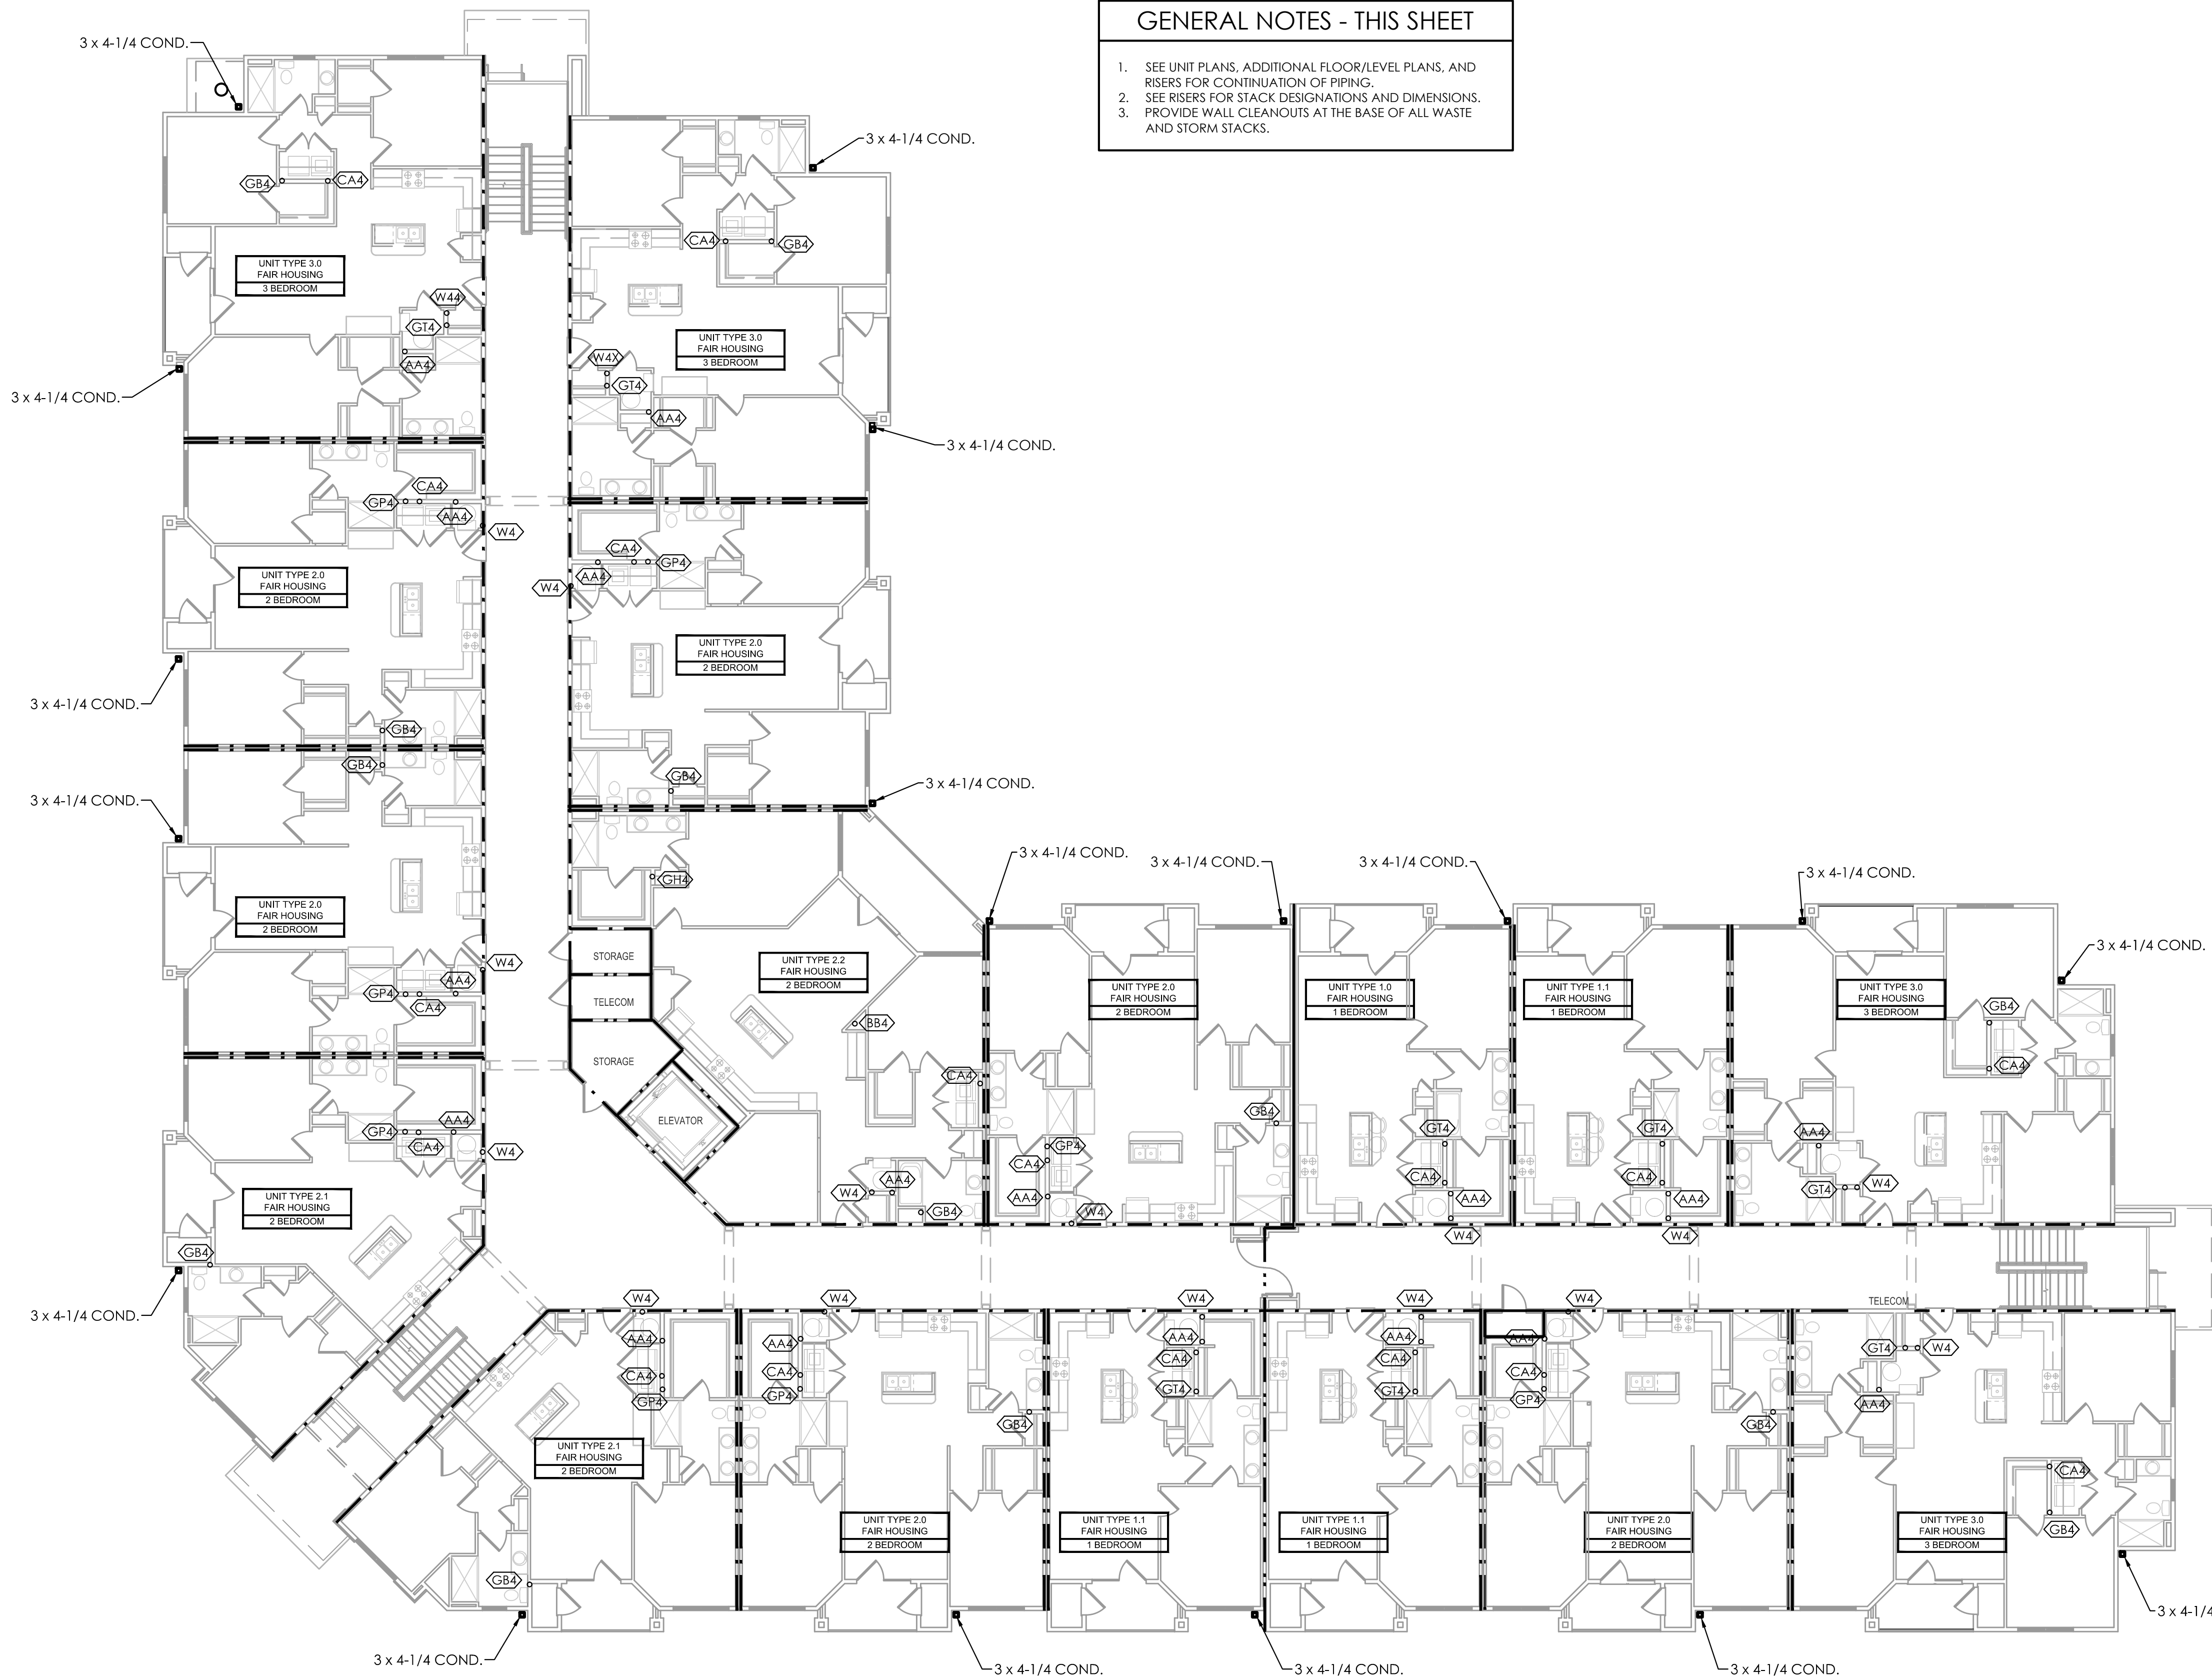 GENERAL NOTES - THIS SHEET
1. SEE UNIT PLANS, ADDITIONAL FLOOR/LEVEL PLANS, AND
RISERS FOR CONTINUATION OF PIPING.
2. SEE RISERS FOR STACK DESIGNATIONS AND DIMENSIONS.
3. PROVIDE WALL CLEANOUTS AT THE BASE OF ALL WASTE
AND STORM STACKS.
3 x 4-1/4 COND.
3 x 4-1/4 COND.
GB4
CA4
CA4
GB4
UNIT TYPE 3.0
FAIR HOUSING
3 BEDROOM
W44
GT4
AA4
UNIT TYPE 3.0
FAIR HOUSING
3 BEDROOM
W4X
GT4
AA4
3 x 4-1/4 COND.
3 x 4-1/4 COND.
CA4
GP4
AA4
W4
CA4
GP4
AA4
W4
UNIT TYPE 2.0
FAIR HOUSING
2 BEDROOM
UNIT TYPE 2.0
FAIR HOUSING
2 BEDROOM
3 x 4-1/4 COND.
GB4
GB4
GB4
3 x 4-1/4 COND.
3 x 4-1/4 COND.
3 x 4-1/4 COND.
3 x 4-1/4 COND.
3 x 4-1/4 COND.
3 x 4-1/4 COND.
3 x 4-1/4 COND.
GH4
UNIT TYPE 2.0
FAIR HOUSING
2 BEDROOM
W4
AA4
GP4
CA4
STORAGE
TELECOM
STORAGE
ELEVATOR
UNIT TYPE 2.2
FAIR HOUSING
2 BEDROOM
BB4
CA4
UNIT TYPE 2.0
FAIR HOUSING
2 BEDROOM
UNIT TYPE 1.0
FAIR HOUSING
1 BEDROOM
UNIT TYPE 1.1
FAIR HOUSING
1 BEDROOM
UNIT TYPE 3.0
FAIR HOUSING
3 BEDROOM
GB4
CA4
GB4
GP4
CA4
AA4
W4
GT4
CA4
AA4
W4
GT4
CA4
AA4
W4
AA4
GT4
W4
AA4
W4
GB4
AA4
GP4
CA4
W4
UNIT TYPE 2.1
FAIR HOUSING
2 BEDROOM
GB4
3 x 4-1/4 COND.
W4
AA4
CA4
GP4
W4
AA4
CA4
GP4
GB4
W4
AA4
CA4
GT4
W4
AA4
CA4
GT4
W4
AA4
CA4
GP4
GB4
TELECOM
GT4
W4
AA4
CA4
GB4
UNIT TYPE 2.1
FAIR HOUSING
2 BEDROOM
UNIT TYPE 2.0
FAIR HOUSING
2 BEDROOM
UNIT TYPE 1.1
FAIR HOUSING
1 BEDROOM
UNIT TYPE 1.1
FAIR HOUSING
1 BEDROOM
UNIT TYPE 2.0
FAIR HOUSING
2 BEDROOM
UNIT TYPE 3.0
FAIR HOUSING
3 BEDROOM
GB4
3 x 4-1/4
3 x 4-1/4 COND.
3 x 4-1/4 COND.
3 x 4-1/4 COND.
3 x 4-1/4 COND.